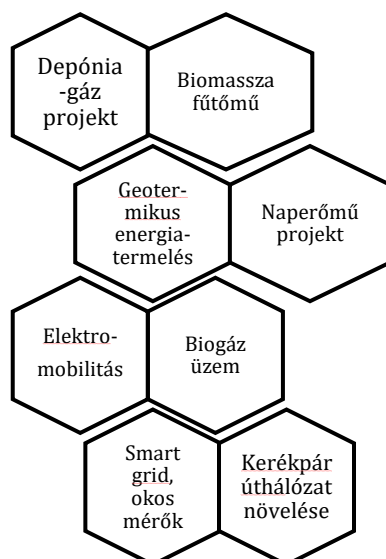 Depónia
-gáz
projekt
Biomassza
fűtőmű
Geoter-
mikus
energia-
termelés
Naperőmű
projekt
Elektro-
mobilitás
Biogáz
üzem
Smart
grid,
okos
mérők
Kerékpár
úthálózat
növelése